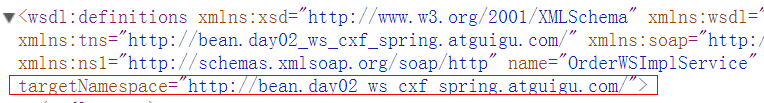 ▼<wsdl:definitions xmlns:xsd="http://www.w3.org/2001/XMLSchema" xmlns:wsdl="
xmlns:tns="http://bean.day02_ws_cxf_spring.atguigu.com/" xmlns:soap="http:/
xmlns:ns1="http://schemas.xmlsoap.org/soap/http" name="OrderWSImplService"
targetNamespace="http://bean.day02_ws_cxf_spring.atguigu.com/">